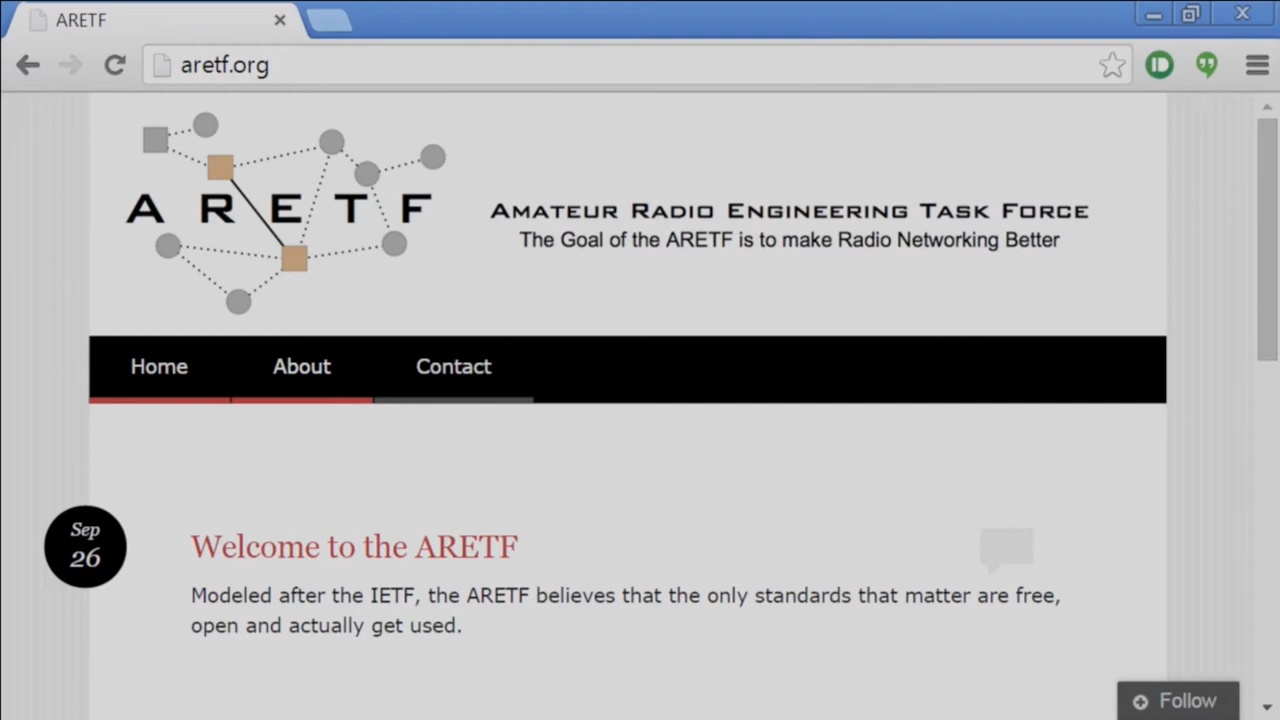 ARETF
aretf.org
ARETF
AMATEUR RADIO ENGINEERING TASK FORCE
The Goal of the ARETF is to make Radio Networking Better
Home About Contact
Sep
26
Welcome to the ARETF
Modeled after the IETF, the ARETF believes that the only standards that matter are free,
open and actually get used.
Follow